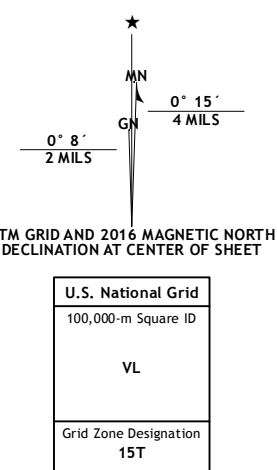 ★
MN
0° 15´
4 MILS
GN
0° 8´
2 MILS
TM GRID AND 2016 MAGNETIC NORTH
DECLINATION AT CENTER OF SHEET
U.S. National Grid
100,000-m Square ID
VL
Grid Zone Designation
15T